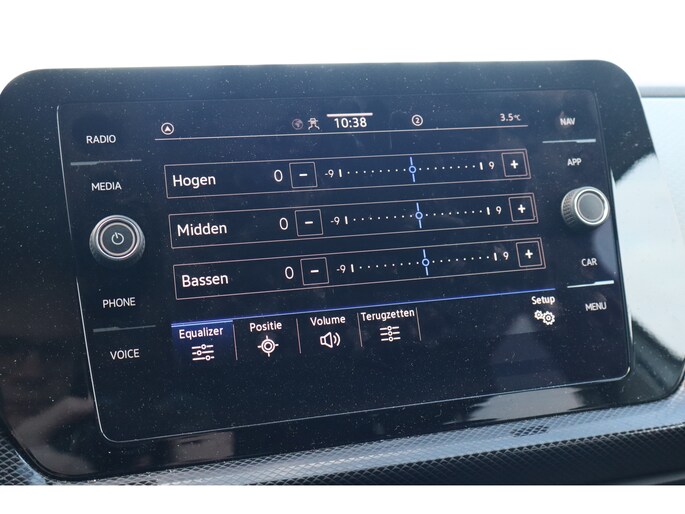 RADIO
MEDIA
PHONE
VOICE
10:38
2
3.5°C
NAV
APP
CAR
MENU
Hogen 0 - -9 9 +
Midden 0 - -9 9 +
Bassen 0 - -9 9 +
Equalizer
Positie
Volume
Terugzetten
Setup